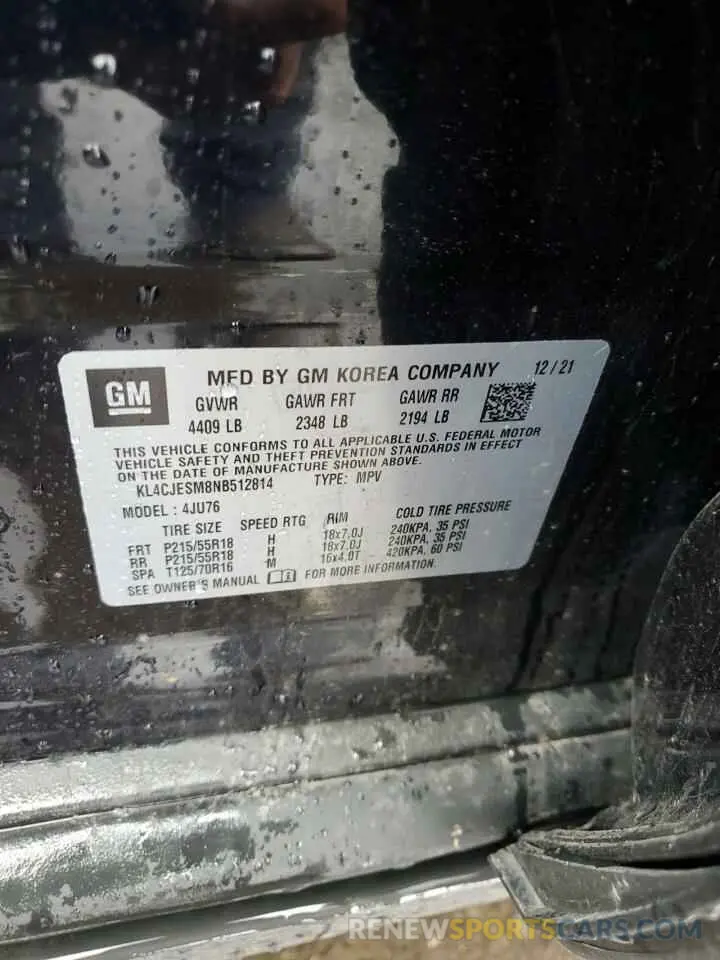 GM
MFD BY GM KOREA COMPANY 12/21
GVWR GAWR FRT GAWR RR
4409 LB 2348 LB 2194 LB
THIS VEHICLE CONFORMS TO ALL APPLICABLE U.S. FEDERAL MOTOR
VEHICLE SAFETY AND THEFT PREVENTION STANDARDS IN EFFECT
ON THE DATE OF MANUFACTURE SHOWN ABOVE.
KL4CJESM8NB512814 TYPE: MPV
MODEL : 4JU76
TIRE SIZE SPEED RTG RIM COLD TIRE PRESSURE
FRT P215/55R18 H 18x7.0J 240KPA, 35 PSI
RR P215/55R18 H 18x7.0J 240KPA, 35 PSI
SPA T125/70R16 M 16x4.0T 420KPA, 60 PSI
SEE OWNER'S MANUAL FOR MORE INFORMATION.
RENEWSPORTSCARS.COM